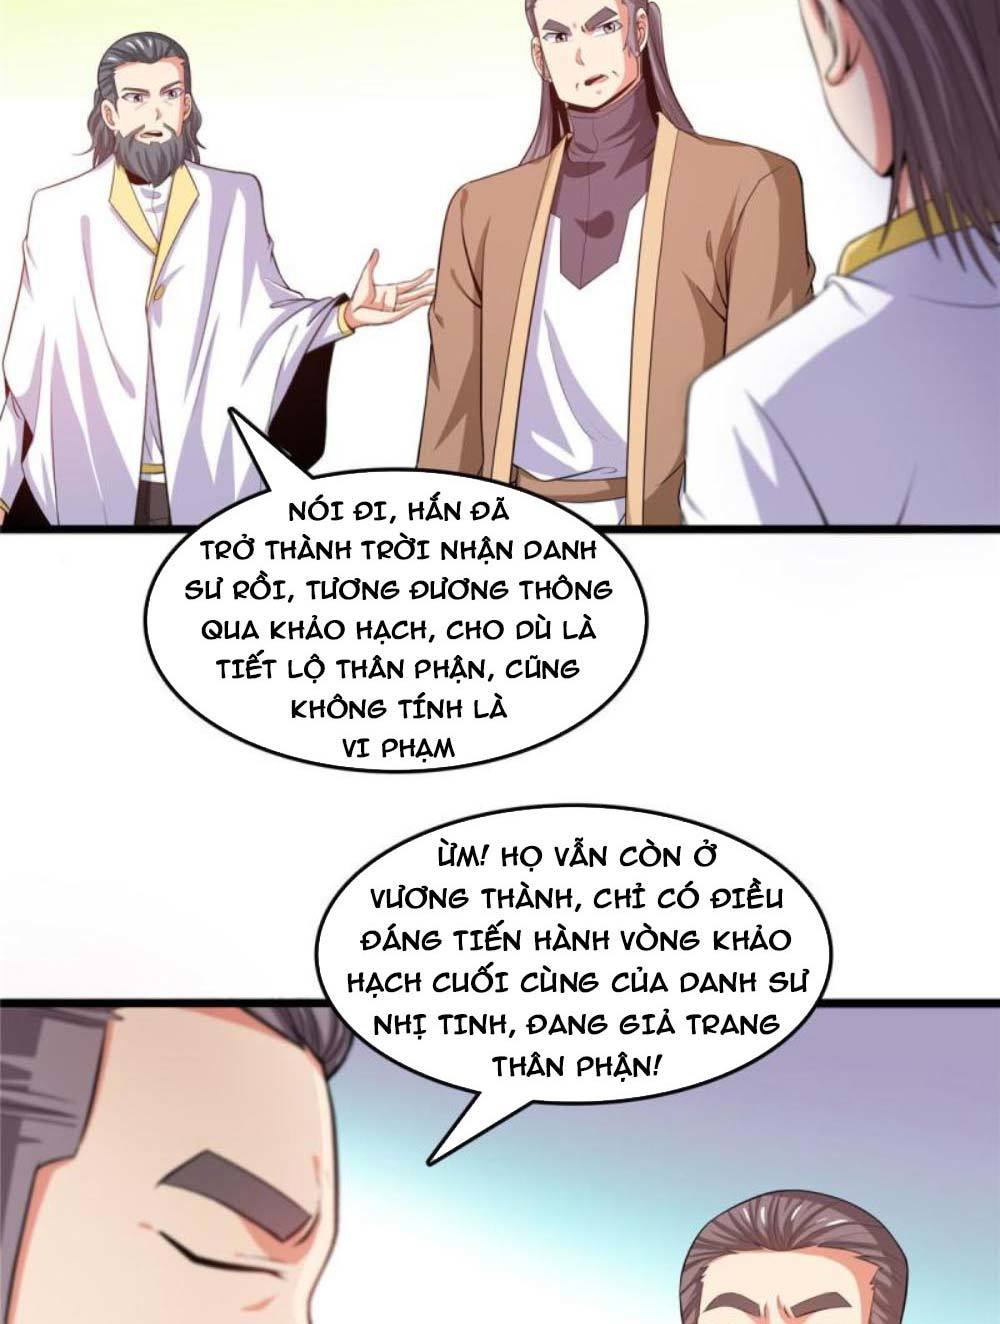 NÓI ĐI, HẮN ĐÃ
TRỞ THÀNH TRỜI NHẬN DANH
SƯ RỒI, TƯƠNG ĐƯƠNG THÔNG
QUA KHẢO HẠCH, CHO DÙ LÀ
TIẾT LỘ THÂN PHẬN, CŨNG
KHÔNG TÍNH LÀ
VI PHẠM
ỪM! HỌ VẪN CÒN Ở
VƯƠNG THÀNH, CHỈ CÓ ĐIỀU
ĐÁNG TIẾN HÀNH VÒNG KHẢO
HẠCH CUỐI CÙNG CỦA DANH SƯ
NHỊ TINH, ĐANG GIẢ TRANG
THÂN PHẬN!